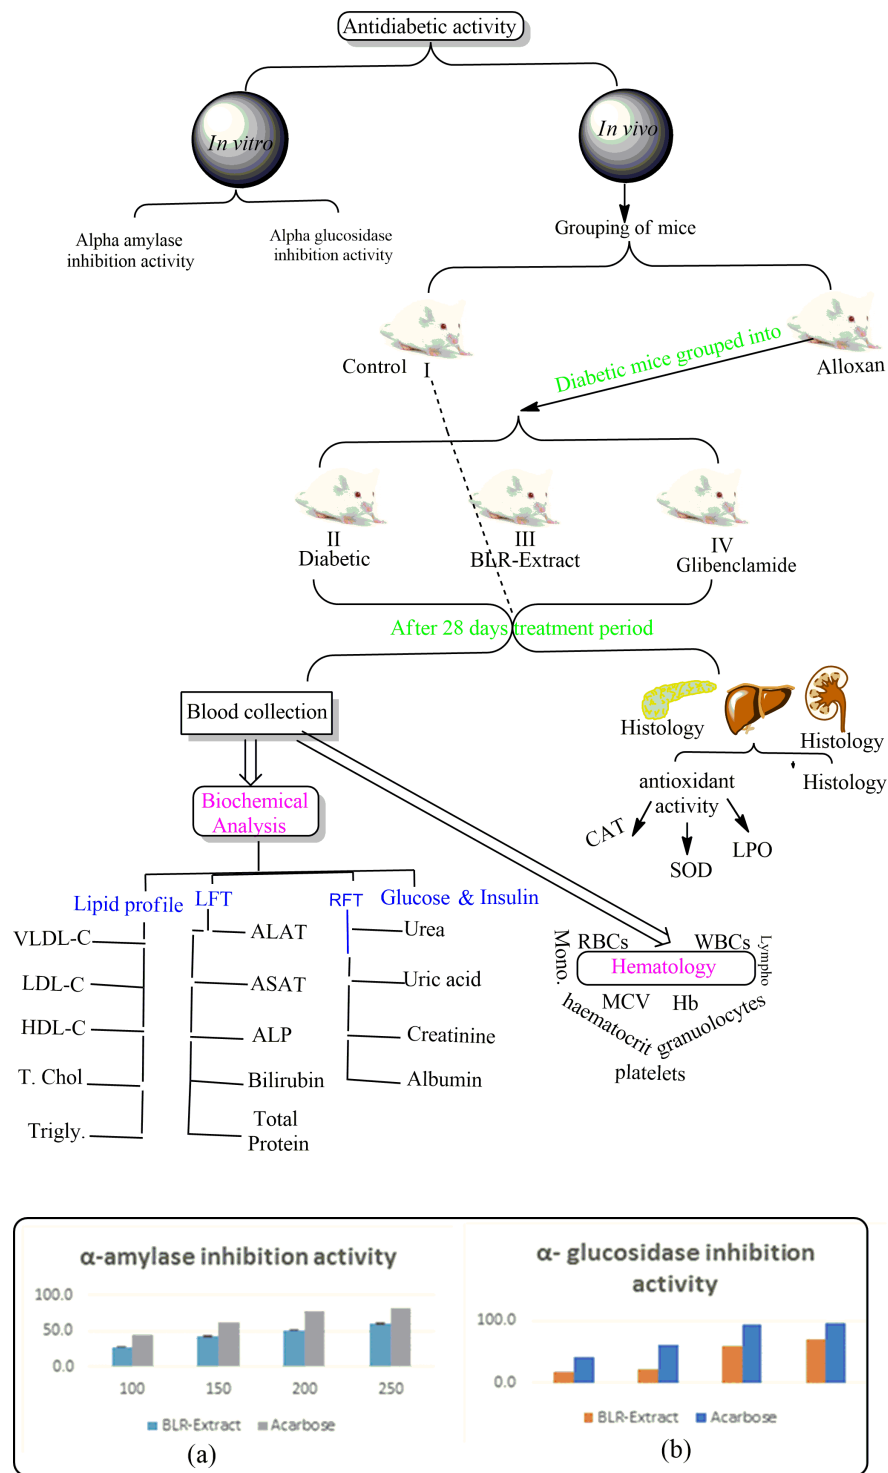 Antidiabetic activity
In vitro
In vivo
Alpha amylase
inhibition activity
Alpha glucosidase
inhibition activity
Grouping of mice
Control I
Diabetic mice grouped into
Alloxan
II
Diabetic
III
BLR-Extract
IV
Glibenclamide
After 28 days treatment period
Blood collection
Histology
Histology
antioxidant
activity
Histology
CAT
SOD
LPO
Biochemical
Analysis
Lipid profile
LFT
RFT
Glucose & Insulin
VLDL-C
LDL-C
HDL-C
T. Chol
Trigly.
ALAT
ASAT
ALP
Bilirubin
Total
Protein
Urea
Uric acid
Creatinine
Albumin
Mono.
RBCs
WBCs
Lympho
Hematology
MCV
Hb
haematocrit
granuolocytes
platelets
α-amylase inhibition activity
100.0
50.0
0.0
100 150 200 250
BLR-Extract Acarbose
(a)
α- glucosidase inhibition
activity
100.0
0.0
BLR-Extract Acarbose
(b)